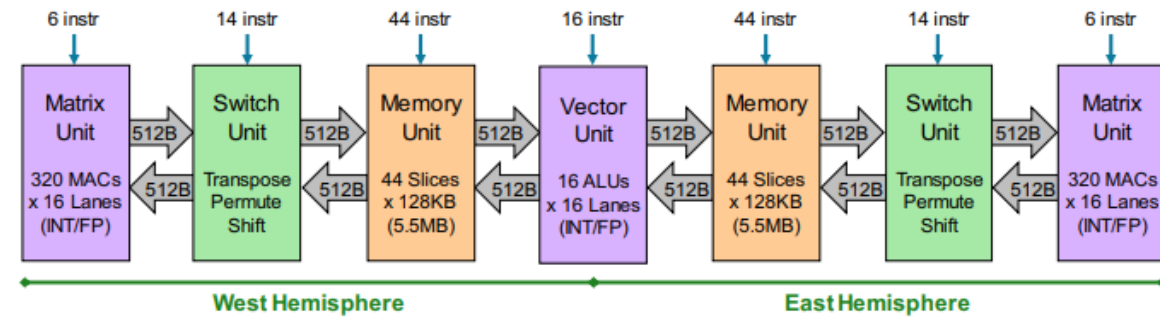 6 instr
14 instr
44 instr
16 instr
44 instr
14 instr
6 instr
Matrix
Unit
320 MACs
x 16 Lanes
(INT/FP)
512B
512B
Switch
Unit
Transpose
Permute
Shift
512B
512B
Memory
Unit
44 Slices
x 128KB
(5.5MB)
512B
512B
Vector
Unit
16 ALUs
x 16 Lanes
(INT/FP)
512B
512B
Memory
Unit
44 Slices
x 128KB
(5.5MB)
512B
512B
Switch
Unit
Transpose
Permute
Shift
512B
512B
Matrix
Unit
320 MACs
x 16 Lanes
(INT/FP)
West Hemisphere
East Hemisphere